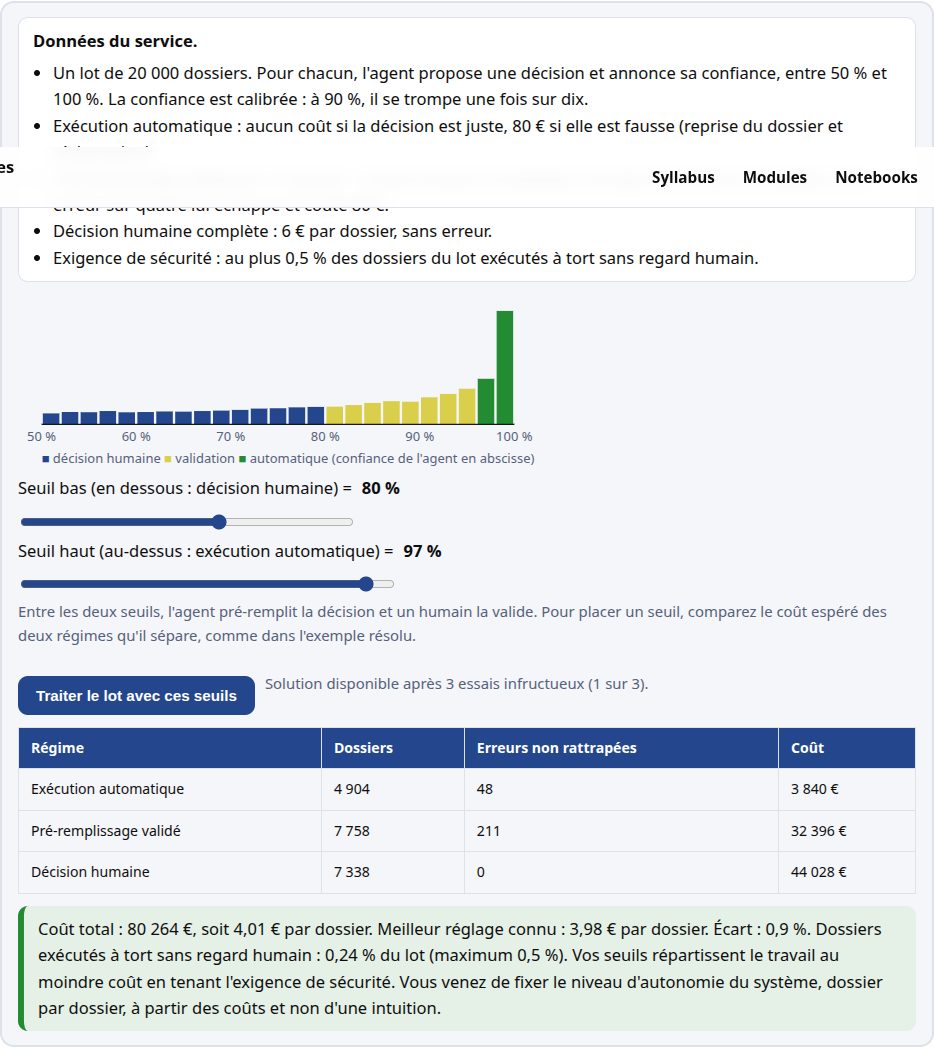 Données du service.
• Un lot de 20 000 dossiers. Pour chacun, l'agent propose une décision et annonce sa confiance, entre 50 % et
100 %. La confiance est calibrée : à 90 %, il se trompe une fois sur dix.
• Exécution automatique : aucun coût si la décision est juste, 80 € si elle est fausse (reprise du dossier et
es
Syllabus Modules Notebooks
erreur sur quatre lui échappe et coûte 80 €.
• Décision humaine complète : 6 € par dossier, sans erreur.
• Exigence de sécurité : au plus 0,5 % des dossiers du lot exécutés à tort sans regard humain.
50 % 60 % 70 % 80 % 90 % 100 %
■ décision humaine ■ validation ■ automatique (confiance de l'agent en abscisse)
Seuil bas (en dessous : décision humaine) = 80 %
Seuil haut (au-dessus : exécution automatique) = 97 %
Entre les deux seuils, l'agent pré-remplit la décision et un humain la valide. Pour placer un seuil, comparez le coût espéré des
deux régimes qu'il sépare, comme dans l'exemple résolu.
Traiter le lot avec ces seuils
Solution disponible après 3 essais infructueux (1 sur 3).
Régime Dossiers Erreurs non rattrapées Coût
Exécution automatique 4 904 48 3 840 €
Pré-remplissage validé 7 758 211 32 396 €
Décision humaine 7 338 0 44 028 €
Coût total : 80 264 €, soit 4,01 € par dossier. Meilleur réglage connu : 3,98 € par dossier. Écart : 0,9 %. Dossiers
exécutés à tort sans regard humain : 0,24 % du lot (maximum 0,5 %). Vos seuils répartissent le travail au
moindre coût en tenant l'exigence de sécurité. Vous venez de fixer le niveau d'autonomie du système, dossier
par dossier, à partir des coûts et non d'une intuition.